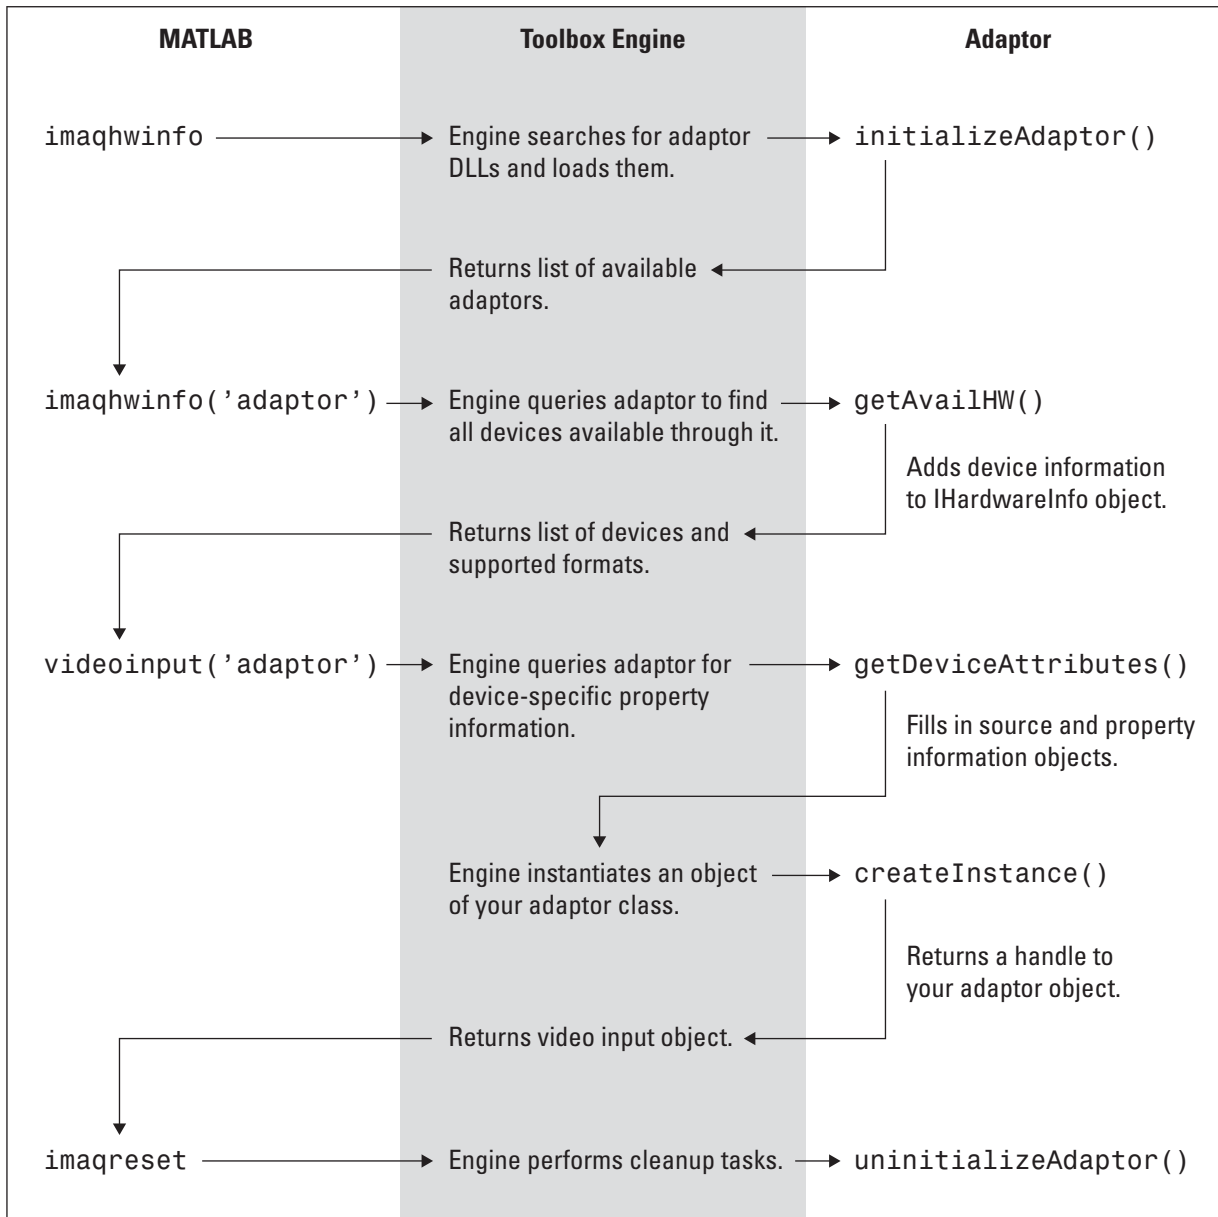 MATLAB
Toolbox Engine
Adaptor
imaqhwinfo
Engine searches for adaptor
DLLs and loads them.
initializeAdaptor()
Returns list of available
adaptors.
imaqhwinfo('adaptor')
Engine queries adaptor to find
all devices available through it.
getAvailHW()
Adds device information
to IHardwareInfo object.
Returns list of devices and
supported formats.
videoinput('adaptor')
Engine queries adaptor for
device-specific property
information.
getDeviceAttributes()
Fills in source and property
information objects.
Engine instantiates an object
of your adaptor class.
createInstance()
Returns a handle to
your adaptor object.
Returns video input object.
imaqreset
Engine performs cleanup tasks.
uninitializeAdaptor()